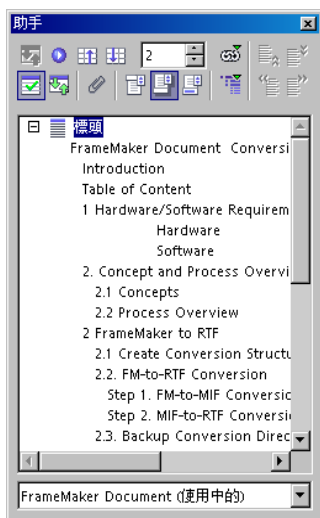 助手
2
標頭
FrameMaker Document Conversi
Introduction
Table of Content
1 Hardware/Software Requirem
Hardware
Software
2. Concept and Process Overvi
2.1 Concepts
2.2 Process Overview
2 FrameMaker to RTF
2.1 Create Conversion Structu
2.2. FM-to-RTF Conversion
Step 1. FM-to-MIF Conversic
Step 2. MIF-to-RTF Conversi
2.3. Backup Conversion Direc
FrameMaker Document (使用中的)